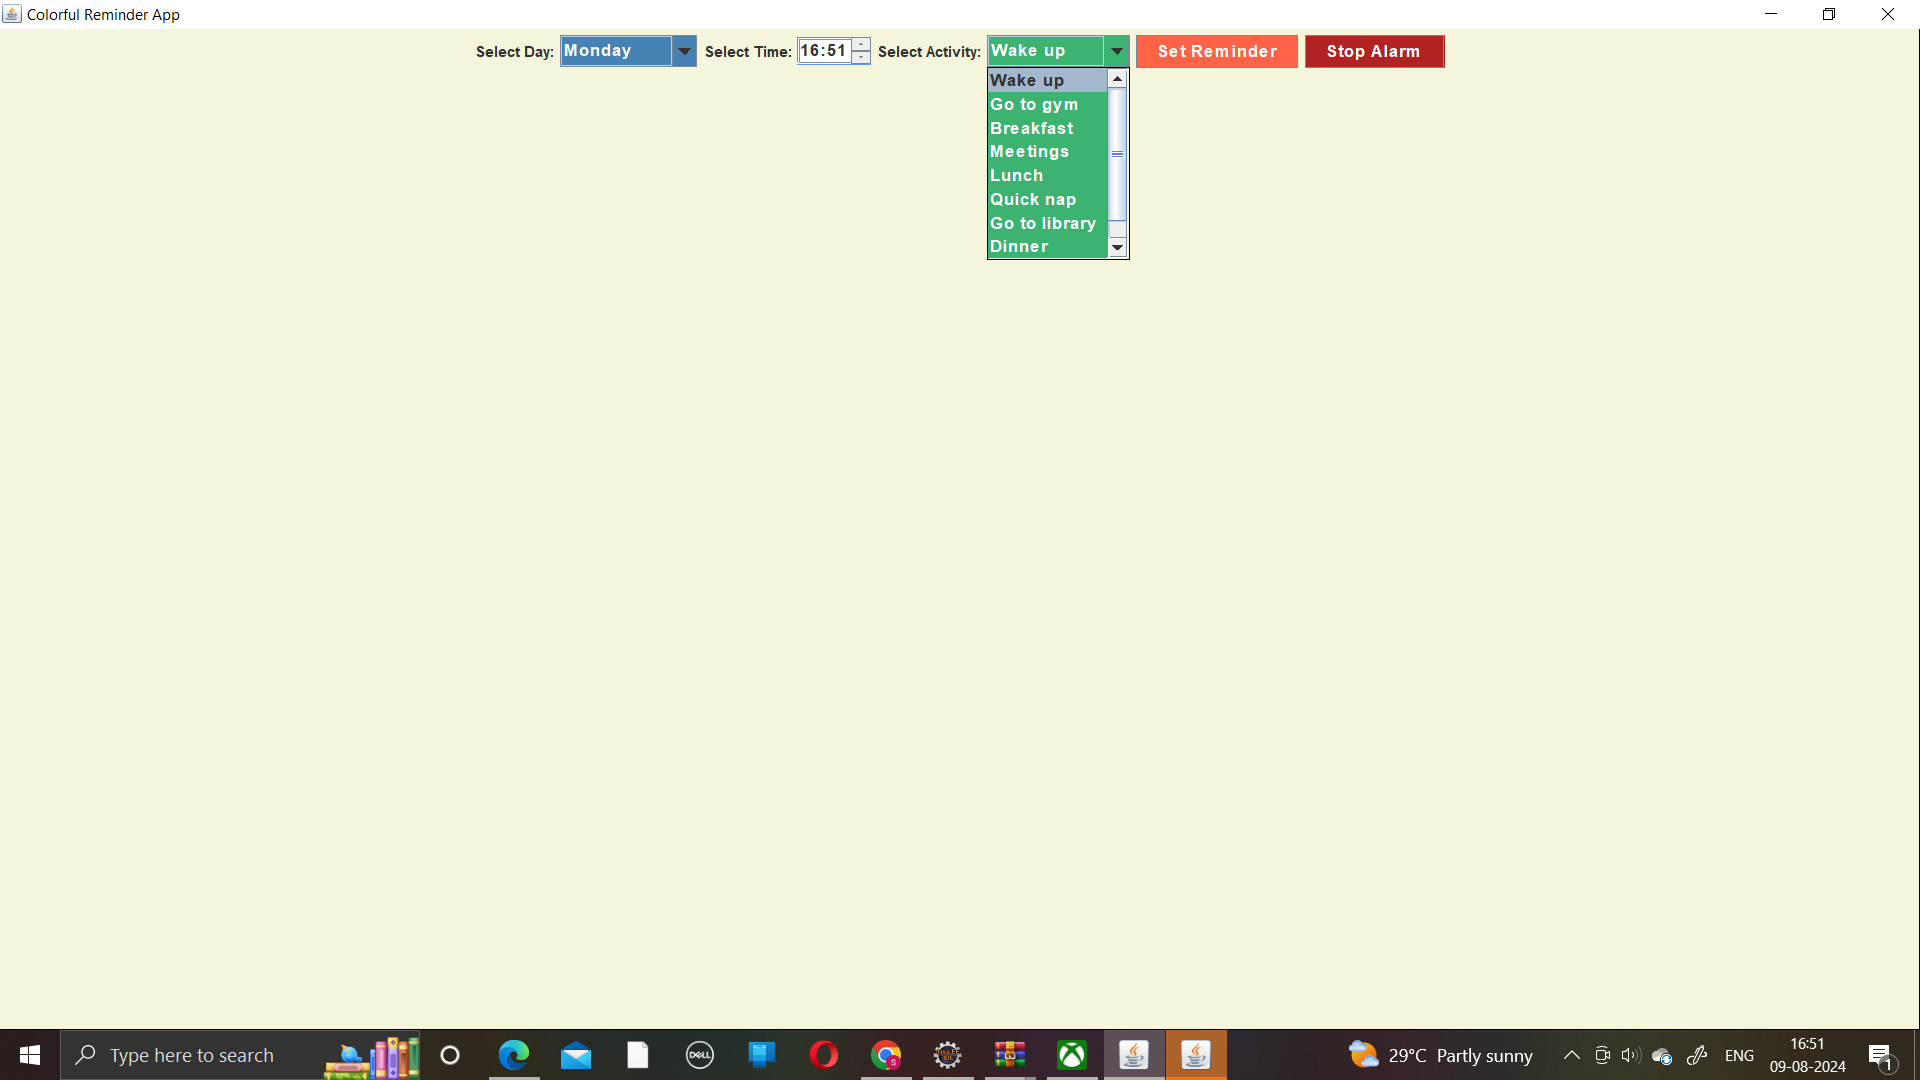 Colorful Reminder App
Select Day: Monday Select Time: 16:51 Select Activity: Wake up Set Reminder Stop Alarm
Wake up
Go to gym
Breakfast
Meetings
Lunch
Quick nap
Go to library
Dinner
Type here to search DELL S 29°C Partly sunny ENG 16:51
09-08-2024 1